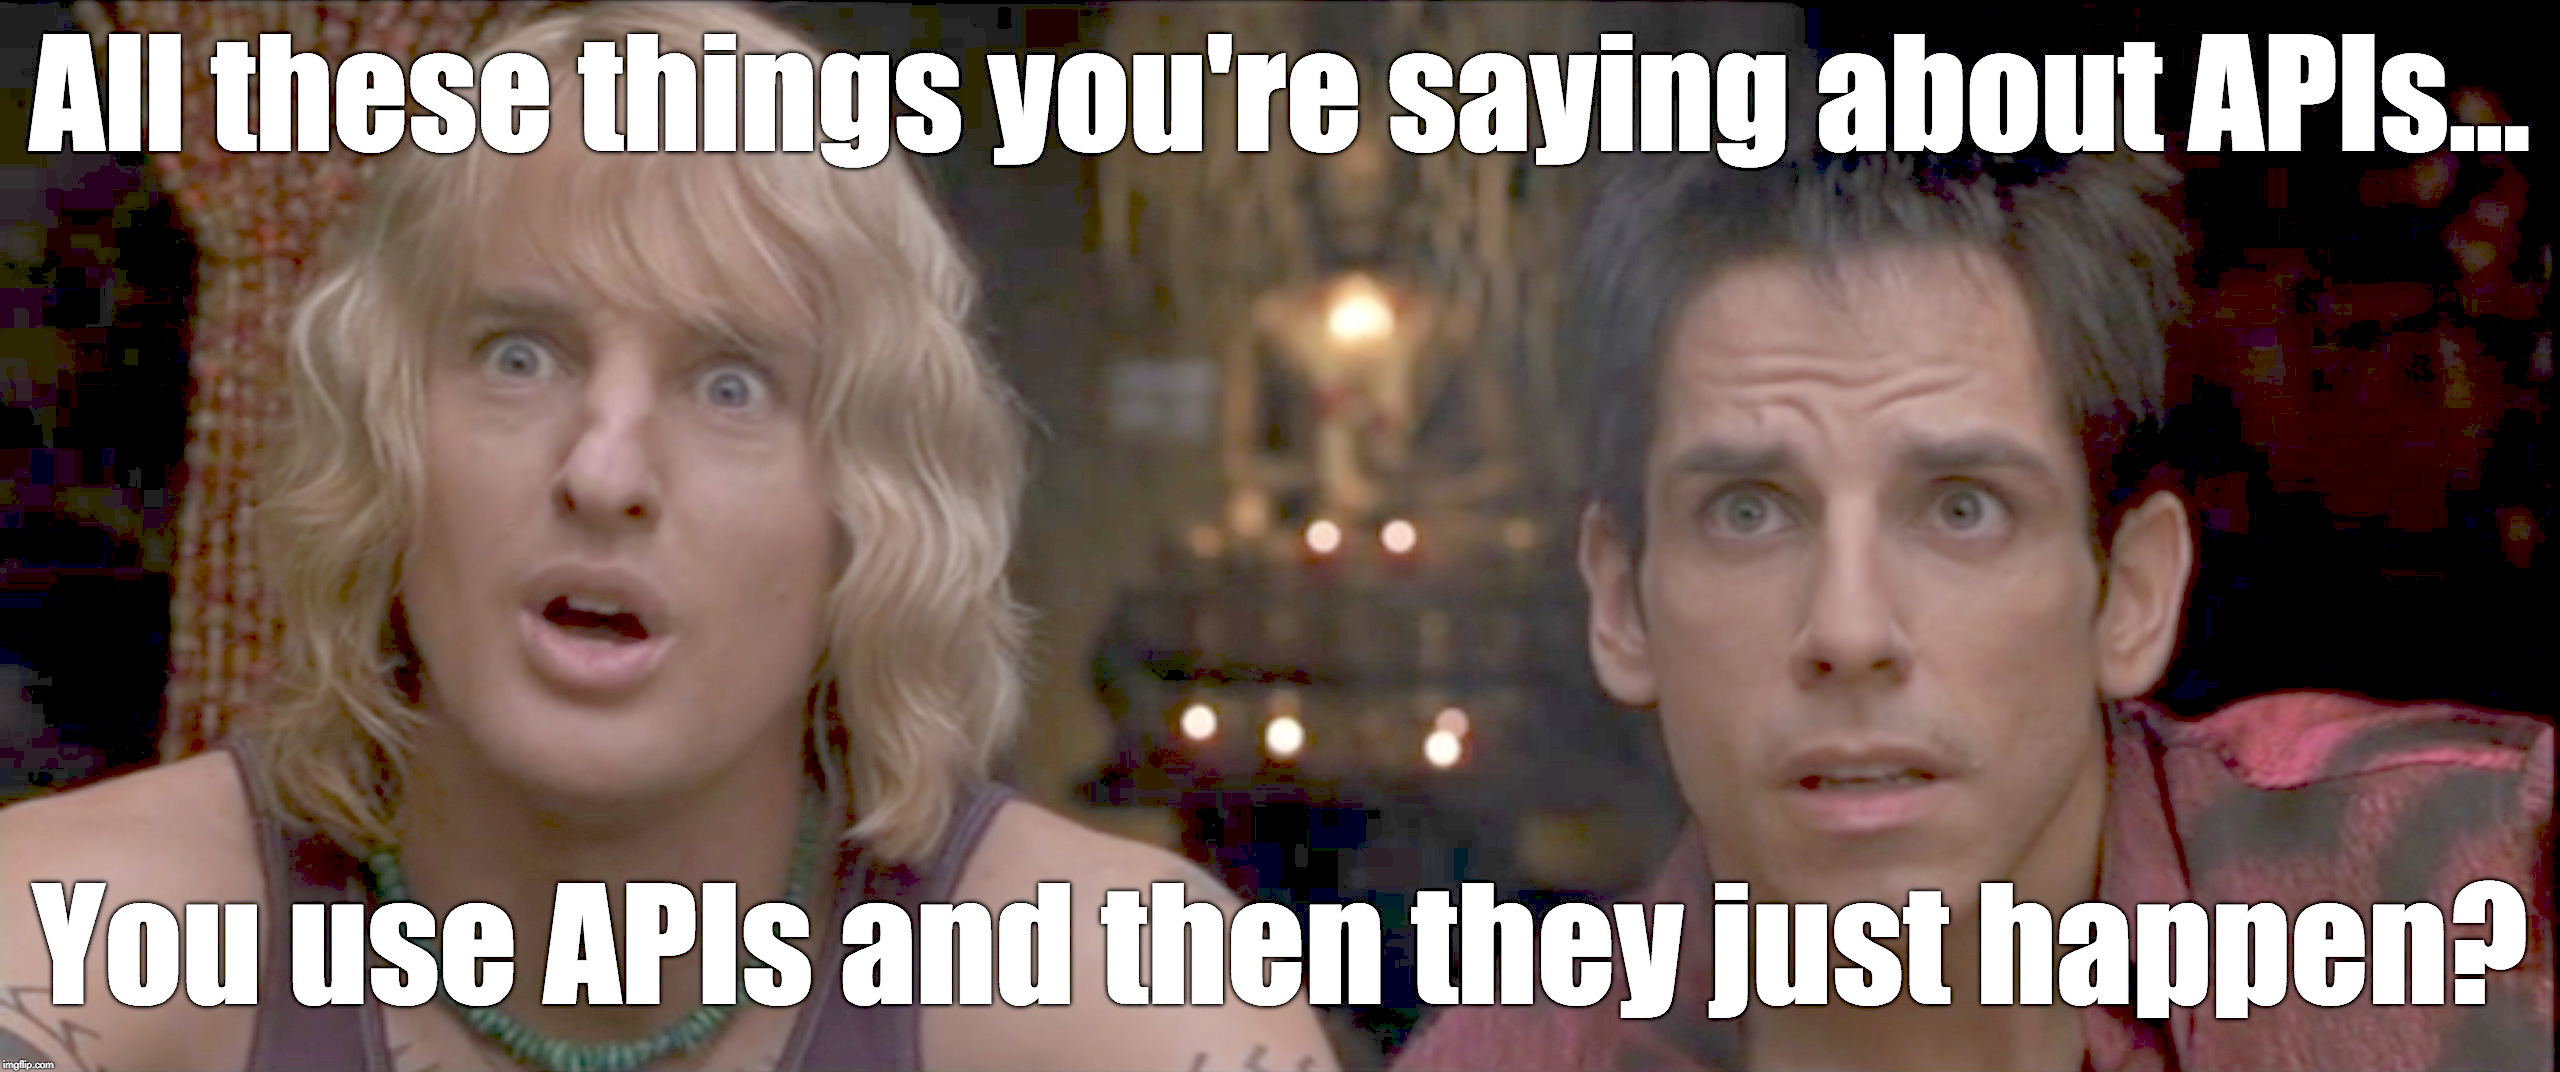 All these things you're saying about APIs...
You use APIs and then they just happen?
imgflip.com